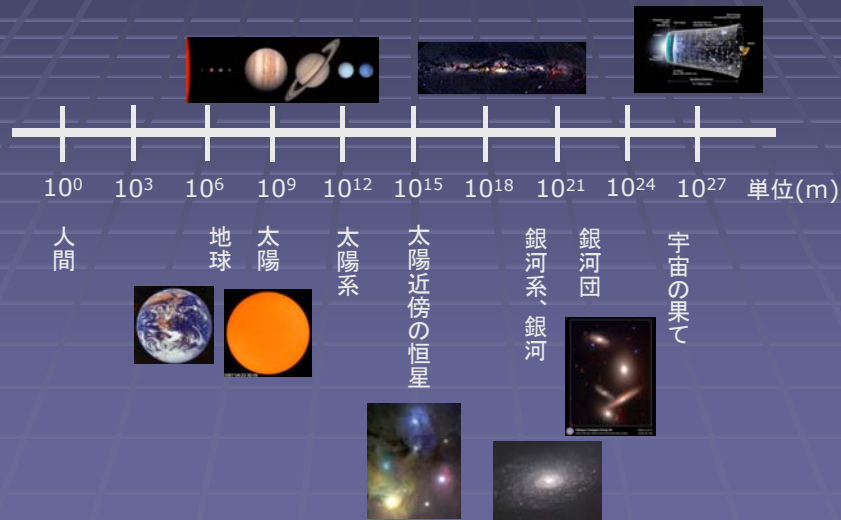 10⁰ 10³ 10⁶ 10⁹ 10¹² 10¹⁵ 10¹⁸ 10²¹ 10²⁴ 10²⁷ 単位(m)
人間
地球
太陽
太陽系
太陽近傍の恒星
銀河系、銀河
銀河団
宇宙の果て